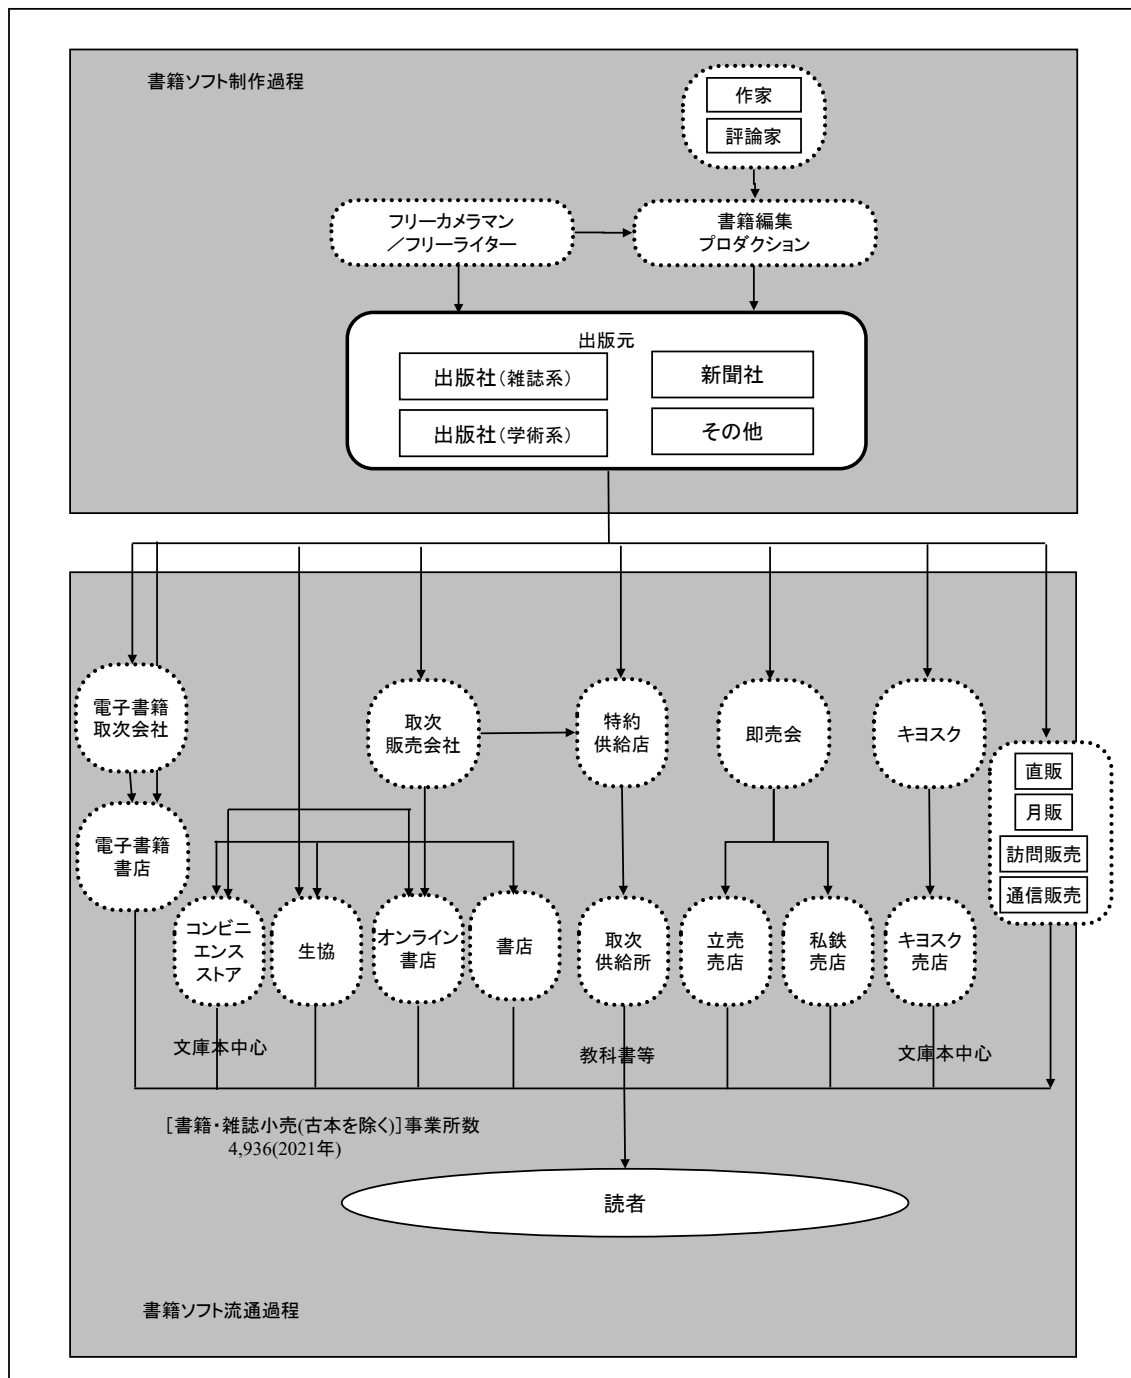 書籍ソフト制作過程
作家
評論家
フリーカメラマン
／フリーライター
書籍編集
プロダクション
出版元
出版社(雑誌系)
新聞社
出版社(学術系)
その他
電子書籍
取次会社
取次
販売会社
特約
供給店
即売会
キヨスク
直販
月販
訪問販売
通信販売
電子書籍
書店
コンビニ
エンス
ストア
生協
オンライン
書店
書店
取次
供給所
立売
売店
私鉄
売店
キヨスク
売店
文庫本中心
教科書等
文庫本中心
[書籍・雑誌小売(古本を除く)]事業所数
4,936(2021年)
読者
書籍ソフト流通過程